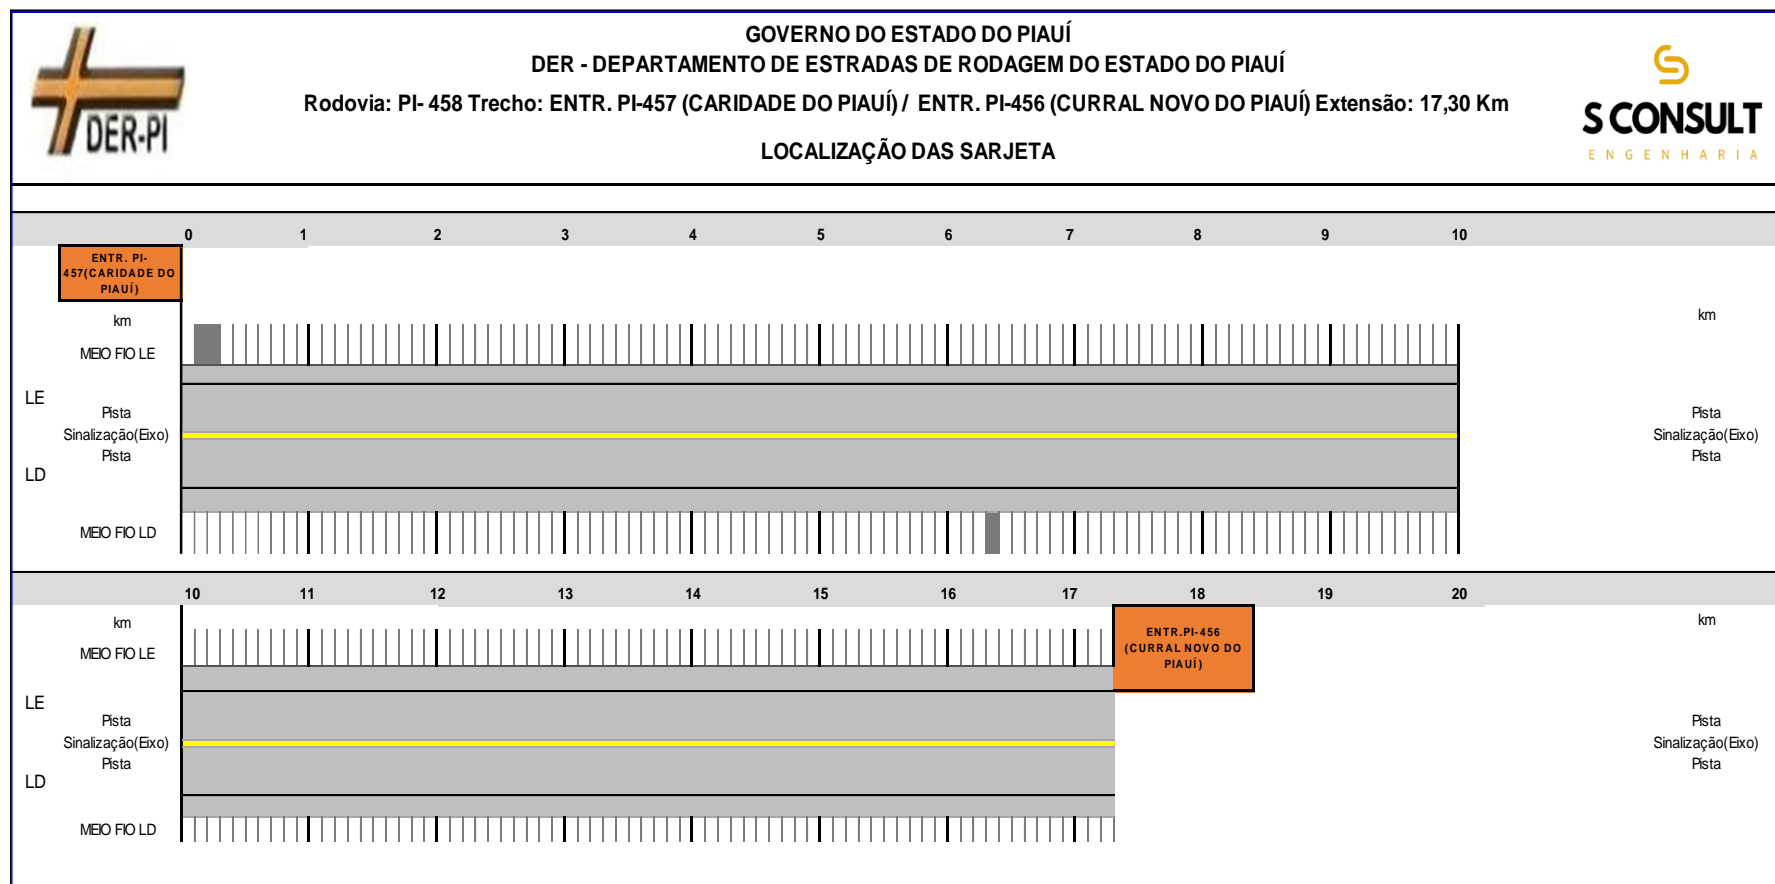 GOVERNO DO ESTADO DO PIAUÍ
DER - DEPARTAMENTO DE ESTRADAS DE RODAGEM DO ESTADO DO PIAUÍ
Rodovia: PI- 458 Trecho: ENTR. PI-457 (CARIDADE DO PIAUÍ) / ENTR. PI-456 (CURRAL NOVO DO PIAUÍ) Extensão: 17,30 Km
LOCALIZAÇÃO DAS SARJETA
DER-PI
S CONSULT
ENGENHARIA
0 1 2 3 4 5 6 7 8 9 10
ENTR. PI-
457(CARIDADE DO
PIAUÍ)
km km
MEIO FIO LE
LE
Pista Pista
Sinalização(Eixo) Sinalização(Eixo)
Pista Pista
LD
MEIO FIO LD
10 11 12 13 14 15 16 17 18 19 20
km km
ENTR.PI-456
(CURRAL NOVO DO
PIAUÍ)
MEIO FIO LE
LE
Pista Pista
Sinalização(Eixo) Sinalização(Eixo)
Pista Pista
LD
MEIO FIO LD